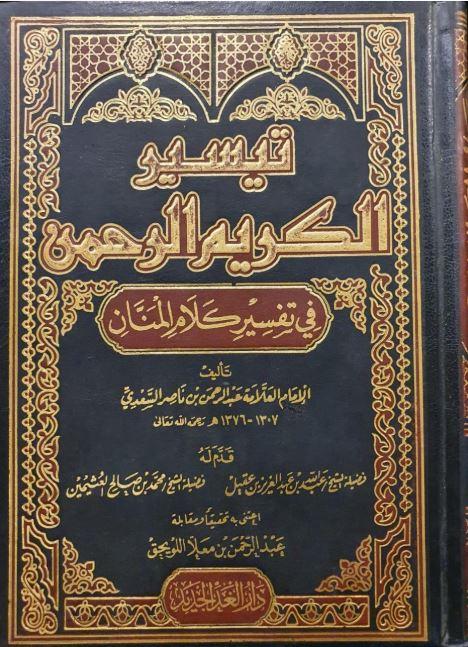 تيسير
الكريم الرحمن
في تفسير كلام المنان
تأليف
الإمام العلامة عبد الرحمن بن ناصر السعدي
١٣٠٧ - ١٣٧٦ هـ رحمه الله تعالى
قدم له
فضيلة الشيخ عبد الله بن عبد العزيز بن عقيل فضيلة الشيخ محمد بن صالح العثيمين
اعتنى به تحقيقا ومقابلة
عبد الرحمن بن معلا اللويحق
دار الغد الجديد